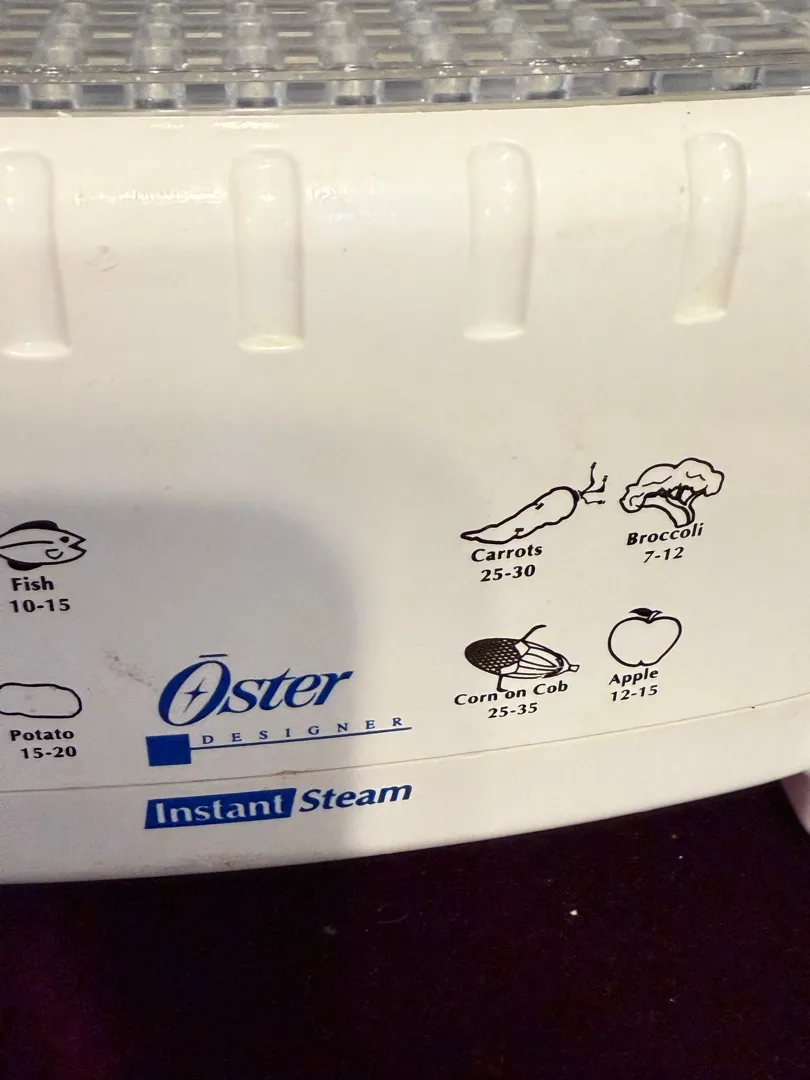 Fish
10-15
Potato
15-20
Ōster
DESIGNER
Instant Steam
Carrots
25-30
Broccoli
7-12
Corn on Cob
25-35
Apple
12-15